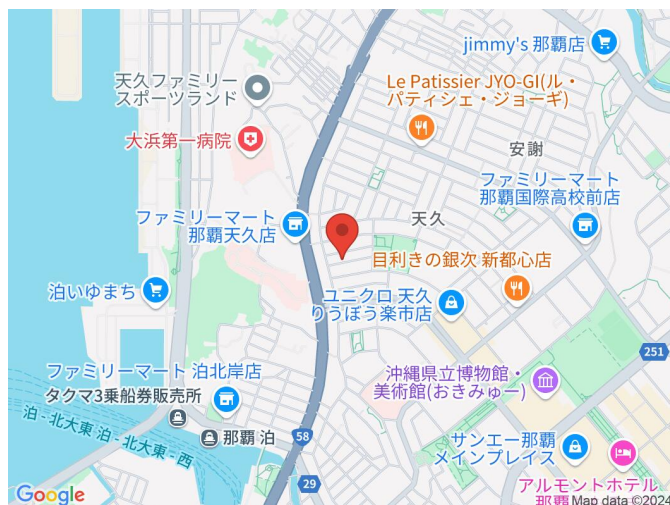 jimmy's 那覇店
天久ファミリー
スポーツランド
Le Patissier JYO-GI(ル・
パティシェ・ジョーギ)
大浜第一病院
安謝
ファミリーマート
那覇国際高校前店
ファミリーマート
那覇天久店
天久
目利きの銀次 新都心店
泊いゆまち
ユニクロ 天久
りうぼう楽市店
251
ファミリーマート 泊北岸店
沖縄県立博物館・
美術館(おきみゅー)
タクマ3乗船券販売所
泊 - 北大東
泊 - 北大東 - 西
那覇 泊
58
サンエー那覇
メインプレイス
29
アルモントホテル
那覇
Google
Map data ©2024